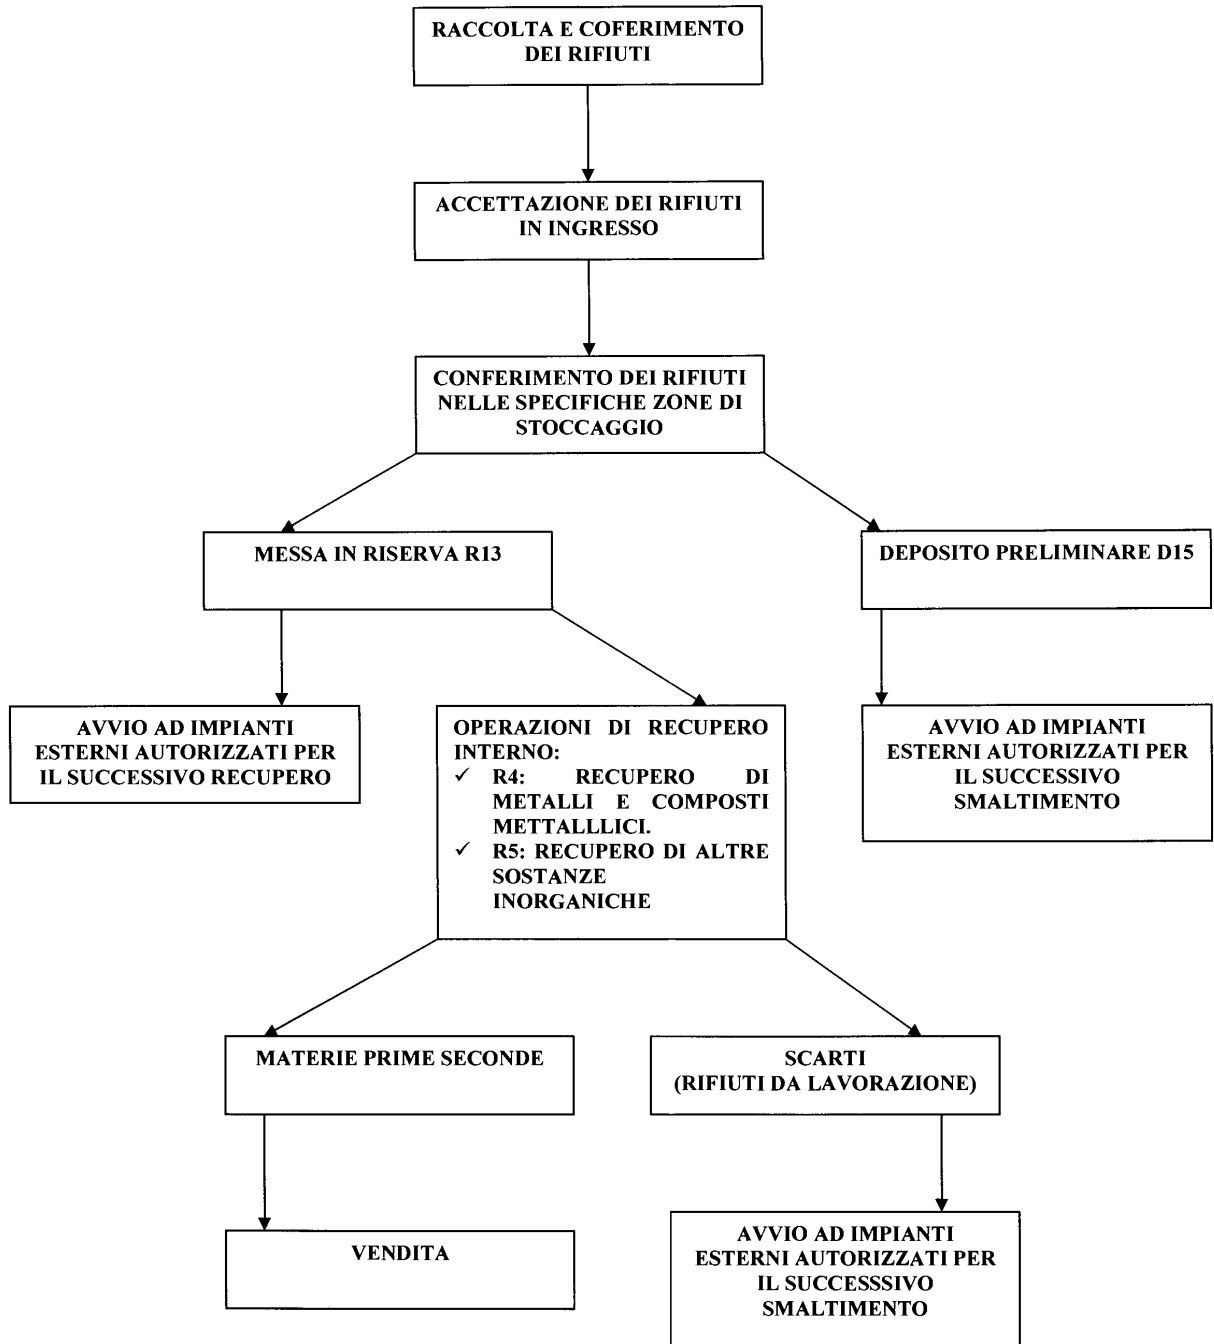 RACCOLTA E COFERIMENTO
DEI RIFIUTI
ACCETTAZIONE DEI RIFIUTI
IN INGRESSO
CONFERIMENTO DEI RIFIUTI
NELLE SPECIFICHE ZONE DI
STOCCAGGIO
MESSA IN RISERVA R13
DEPOSITO PRELIMINARE D15
AVVIO AD IMPIANTI
ESTERNI AUTORIZZATI PER
IL SUCCESSIVO RECUPERO
OPERAZIONI DI RECUPERO
INTERNO:
✓ R4: RECUPERO DI
METALLI E COMPOSTI
METTALLLICI.
✓ R5: RECUPERO DI ALTRE
SOSTANZE
INORGANICHE
AVVIO AD IMPIANTI
ESTERNI AUTORIZZATI PER
IL SUCCESSIVO
SMALTIMENTO
MATERIE PRIME SECONDE
SCARTI
(RIFIUTI DA LAVORAZIONE)
VENDITA
AVVIO AD IMPIANTI
ESTERNI AUTORIZZATI PER
IL SUCCESSSIVO
SMALTIMENTO